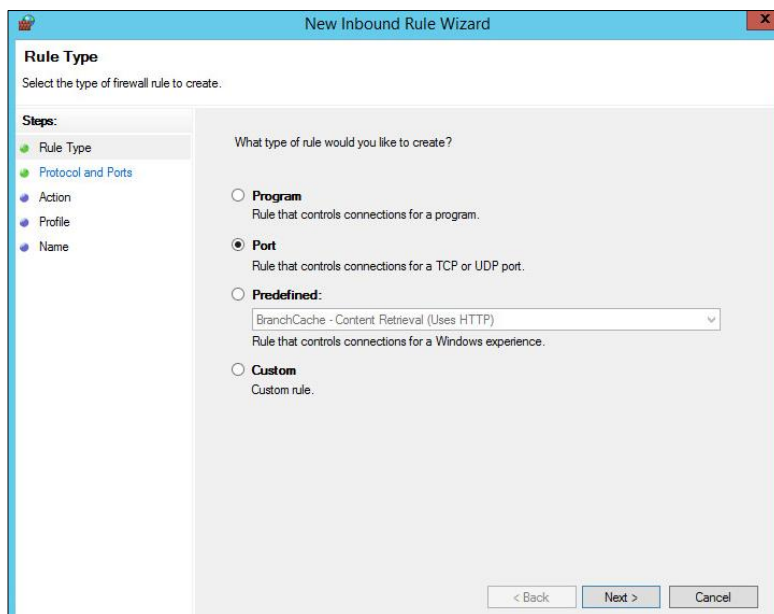 New Inbound Rule Wizard
x
Rule Type
Select the type of firewall rule to create.
Steps:
Rule Type
Protocol and Ports
Action
Profile
Name
What type of rule would you like to create?
Program
Rule that controls connections for a program.
Port
Rule that controls connections for a TCP or UDP port.
Predefined:
BranchCache - Content Retrieval (Uses HTTP)
Rule that controls connections for a Windows experience.
Custom
Custom rule.
< Back Next > Cancel